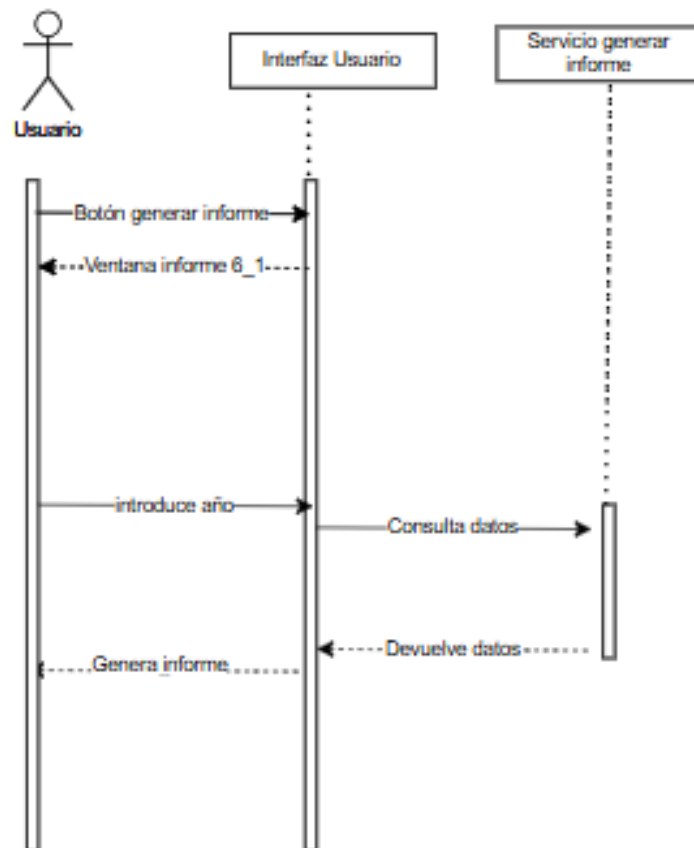 Usuario
Interfaz Usuario
Servicio generar
informe
Botón generar informe
Ventana informe 6_1
introduce año
Consulta datos
Devuelve datos
Genera informe